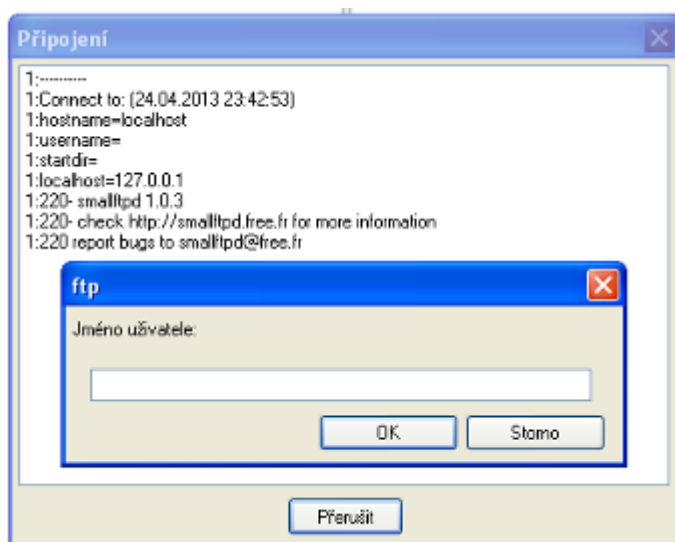 Připojení
1:----------
1:Connect to: (24.04.2013 23:42:53)
1:hostname=localhost
1:username=
1:startdir=
1:localhost=127.0.0.1
1:220- smallftpd 1.0.3
1:220- check http://smallftpd.free.fr for more information
1:220 report bugs to smallftpd@free.fr
ftp
Jméno uživatele:
OK Storno
Přerušit